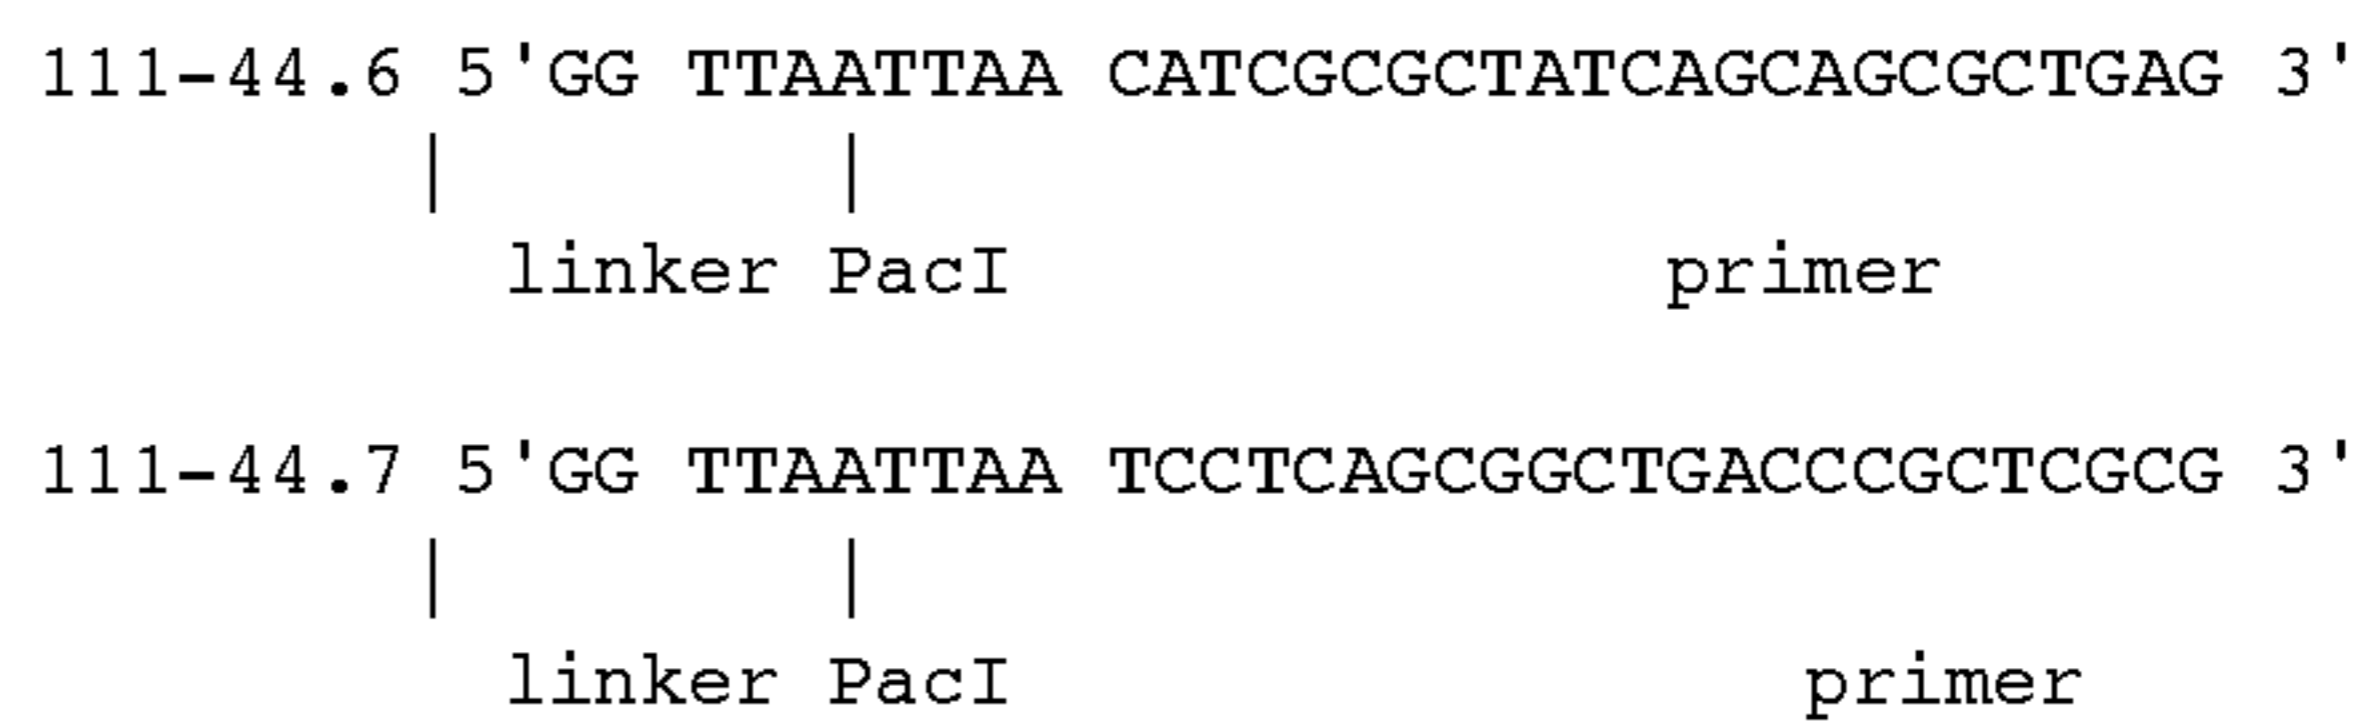 111-44.6 5'GG TTAATTAA CATCGCGCTATCAGCAGCGCTGAG 3'
| |
linker PacI primer
111-44.7 5'GG TTAATTAA TCCTCAGCGGCTGACCCGCTCGCG 3'
| |
linker PacI primer